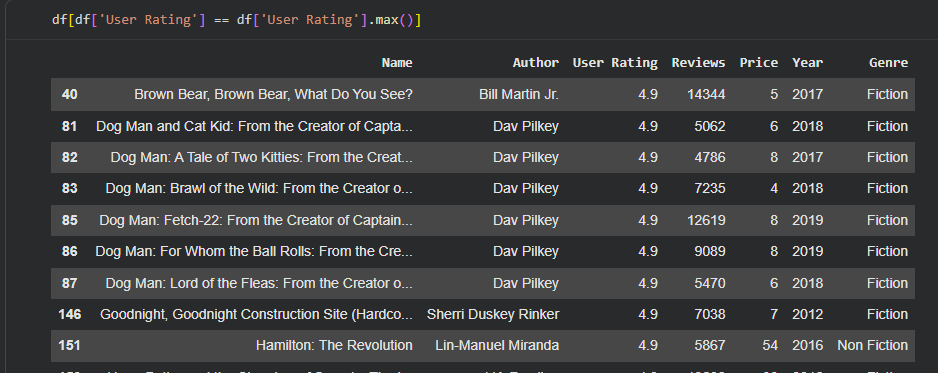 df[df['User Rating'] == df['User Rating'].max()]
Name Author User Rating Reviews Price Year Genre
40 Brown Bear, Brown Bear, What Do You See? Bill Martin Jr. 4.9 14344 5 2017 Fiction
81 Dog Man and Cat Kid: From the Creator of Capta... Dav Pilkey 4.9 5062 6 2018 Fiction
82 Dog Man: A Tale of Two Kitties: From the Creat... Dav Pilkey 4.9 4786 8 2017 Fiction
83 Dog Man: Brawl of the Wild: From the Creator o... Dav Pilkey 4.9 7235 4 2018 Fiction
85 Dog Man: Fetch-22: From the Creator of Captain... Dav Pilkey 4.9 12619 8 2019 Fiction
86 Dog Man: For Whom the Ball Rolls: From the Cre... Dav Pilkey 4.9 9089 8 2019 Fiction
87 Dog Man: Lord of the Fleas: From the Creator o... Dav Pilkey 4.9 5470 6 2018 Fiction
146 Goodnight, Goodnight Construction Site (Hardco... Sherri Duskey Rinker 4.9 7038 7 2012 Fiction
151 Hamilton: The Revolution Lin-Manuel Miranda 4.9 5867 54 2016 Non Fiction